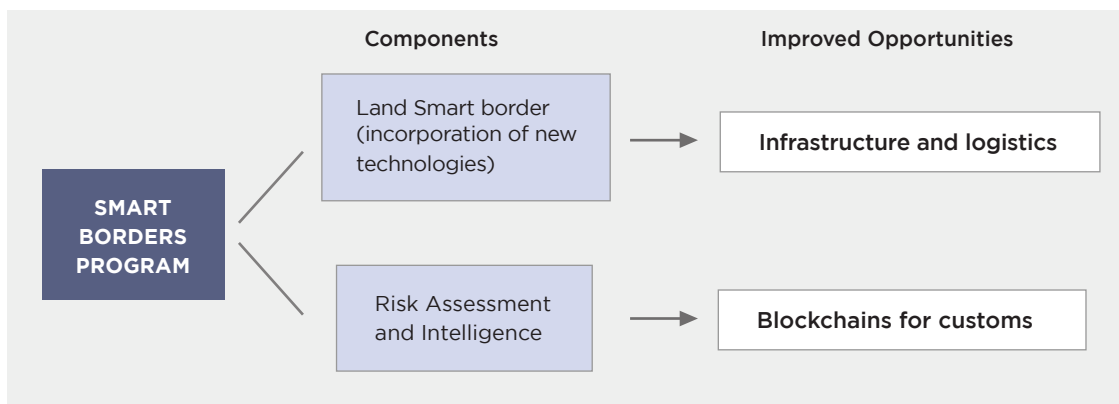 Components
Improved Opportunities
SMART
BORDERS
PROGRAM
Land Smart border
(incorporation of new
technologies)
Infrastructure and logistics
Risk Assessment
and Intelligence
Blockchains for customs